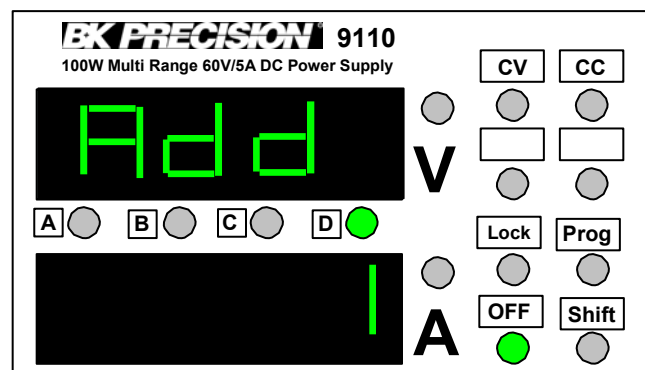 BK PRECISION® 9110
100W Multi Range 60V/5A DC Power Supply
CV CC
Add
V
A B C D
Lock Prog
1
A
OFF Shift